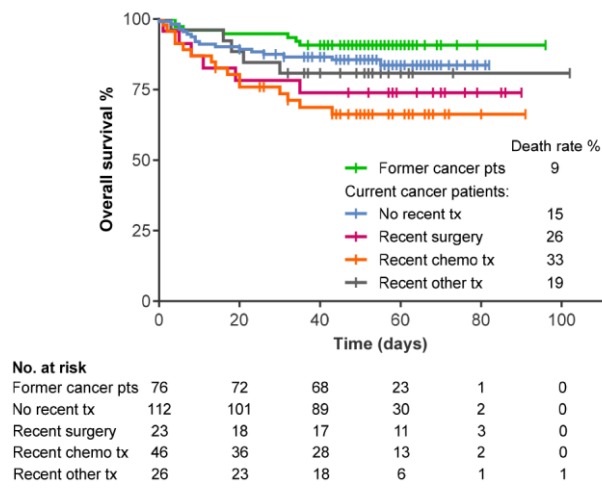 100
75
50
25
0
Overall survival %
Death rate %
Former cancer pts 9
Current cancer patients:
No recent tx 15
Recent surgery 26
Recent chemo tx 33
Recent other tx 19
0 20 40 60 80 100
Time (days)
No. at risk
Former cancer pts 76 72 68 23 1 0
No recent tx 112 101 89 30 2 0
Recent surgery 23 18 17 11 3 0
Recent chemo tx 46 36 28 13 2 0
Recent other tx 26 23 18 6 1 1